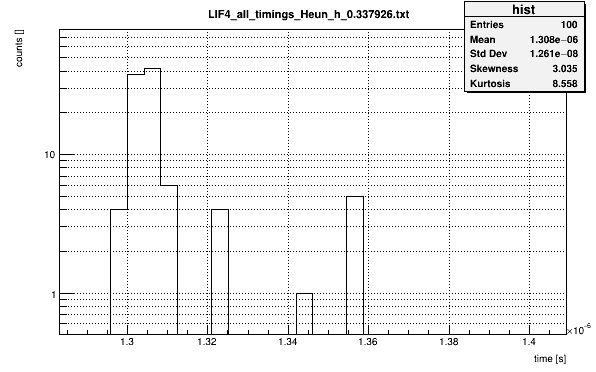 LIF4_all_timings_Heun_h_0.337926.txt
hist
Entries 100
Mean 1.308e−06
Std Dev 1.261e−08
Skewness 3.035
Kurtosis 8.558
counts []
10
1
1.3 1.32 1.34 1.36 1.38 1.4
×10⁻⁶
time [s]